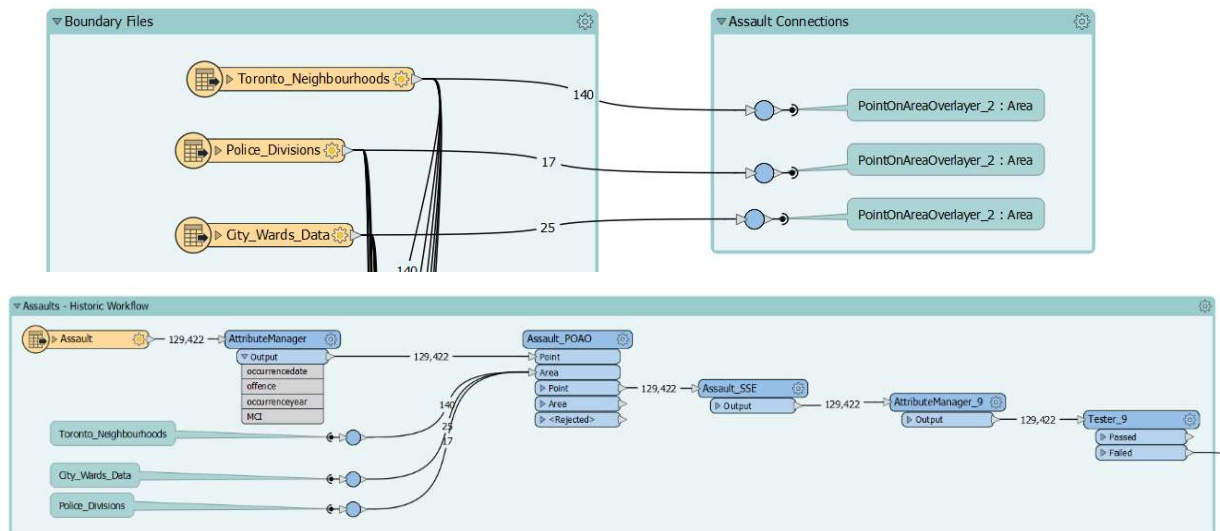 Boundary Files
Toronto_Neighbourhoods
Police_Divisions
City_Wards_Data
140
17
25
140
Assault Connections
PointOnAreaOverlayer_2 : Area
PointOnAreaOverlayer_2 : Area
PointOnAreaOverlayer_2 : Area
Assaults - Historic Workflow
Assault
129,422
AttributeManager
Output
occurrencedate
offence
occurrenceyear
MCI
129,422
Toronto_Neighbourhoods
City_Wards_Data
Police_Divisions
140
25
17
Assault_POAO
Point
Area
Point
Area
<Rejected>
129,422
Assault_SSE
Output
129,422
AttributeManager_9
Output
129,422
Tester_9
Passed
Failed